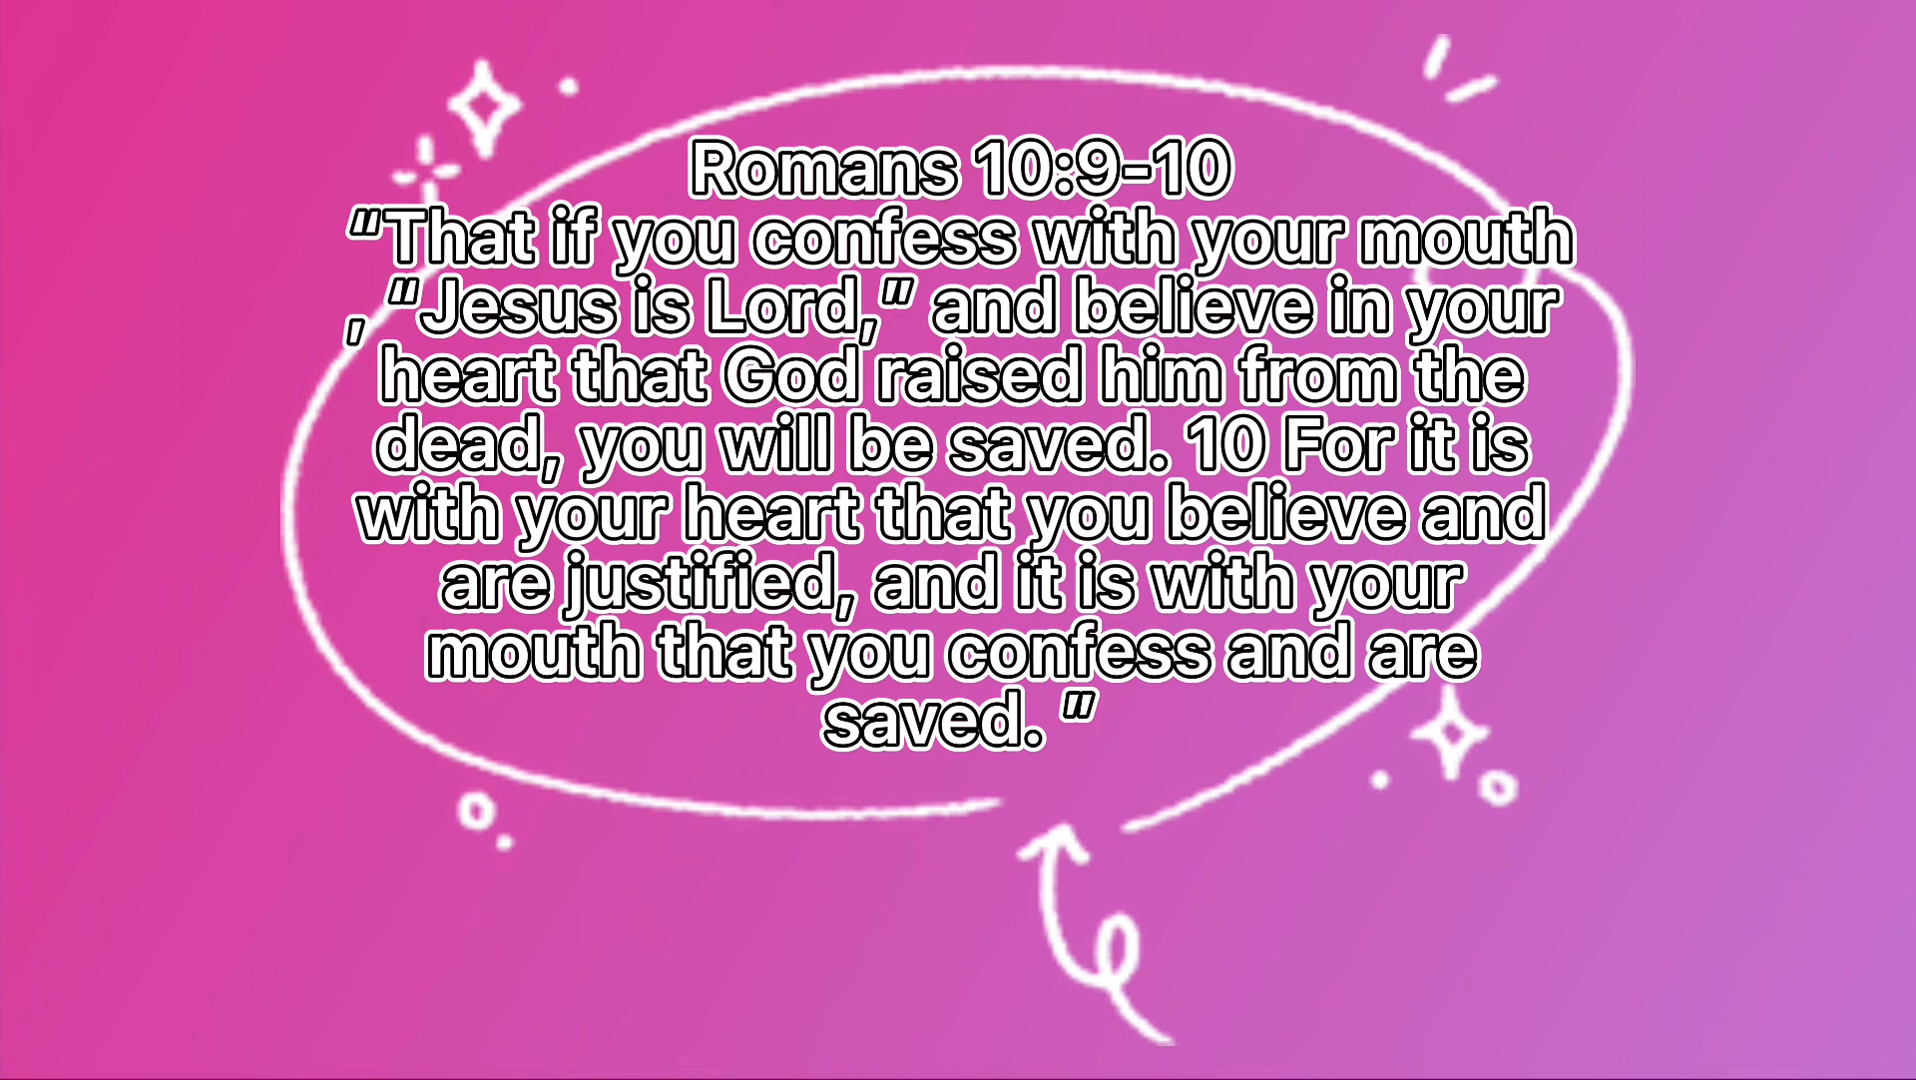 Romans 10:9-10
“That if you confess with your mouth
, “Jesus is Lord,” and believe in your
heart that God raised him from the
dead, you will be saved. 10 For it is
with your heart that you believe and
are justified, and it is with your
mouth that you confess and are
saved. ”